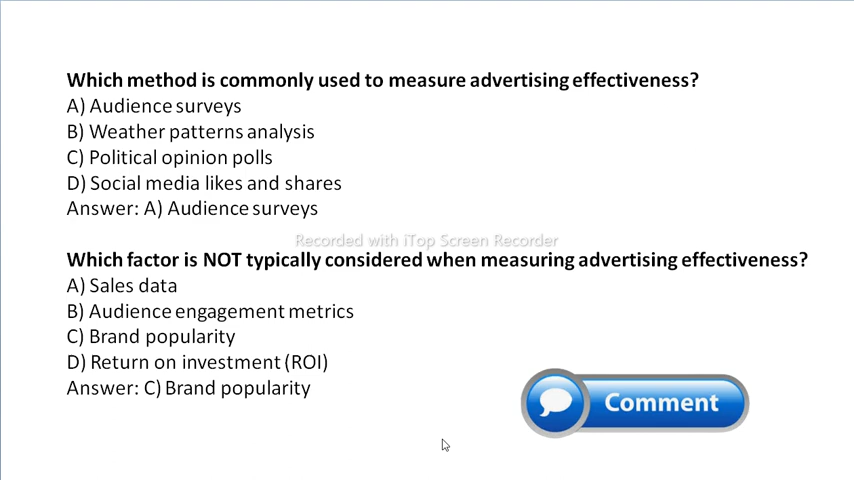 Which method is commonly used to measure advertising effectiveness?
A) Audience surveys
B) Weather patterns analysis
C) Political opinion polls
D) Social media likes and shares
Answer: A) Audience surveys
Recorded with iTop Screen Recorder
Which factor is NOT typically considered when measuring advertising effectiveness?
A) Sales data
B) Audience engagement metrics
C) Brand popularity
D) Return on investment (ROI)
Answer: C) Brand popularity
Comment